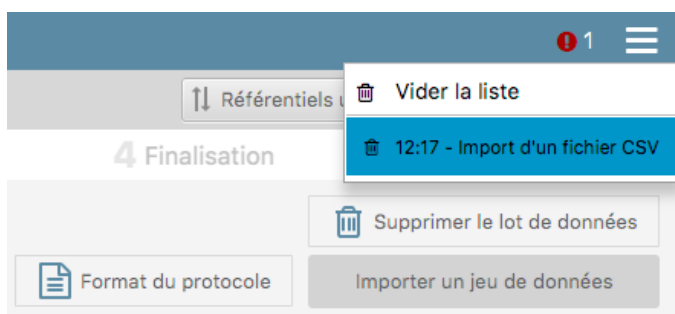 1
Référentiels
Vider la liste
12:17 - Import d'un fichier CSV
4 Finalisation
Supprimer le lot de données
Format du protocole
Importer un jeu de données